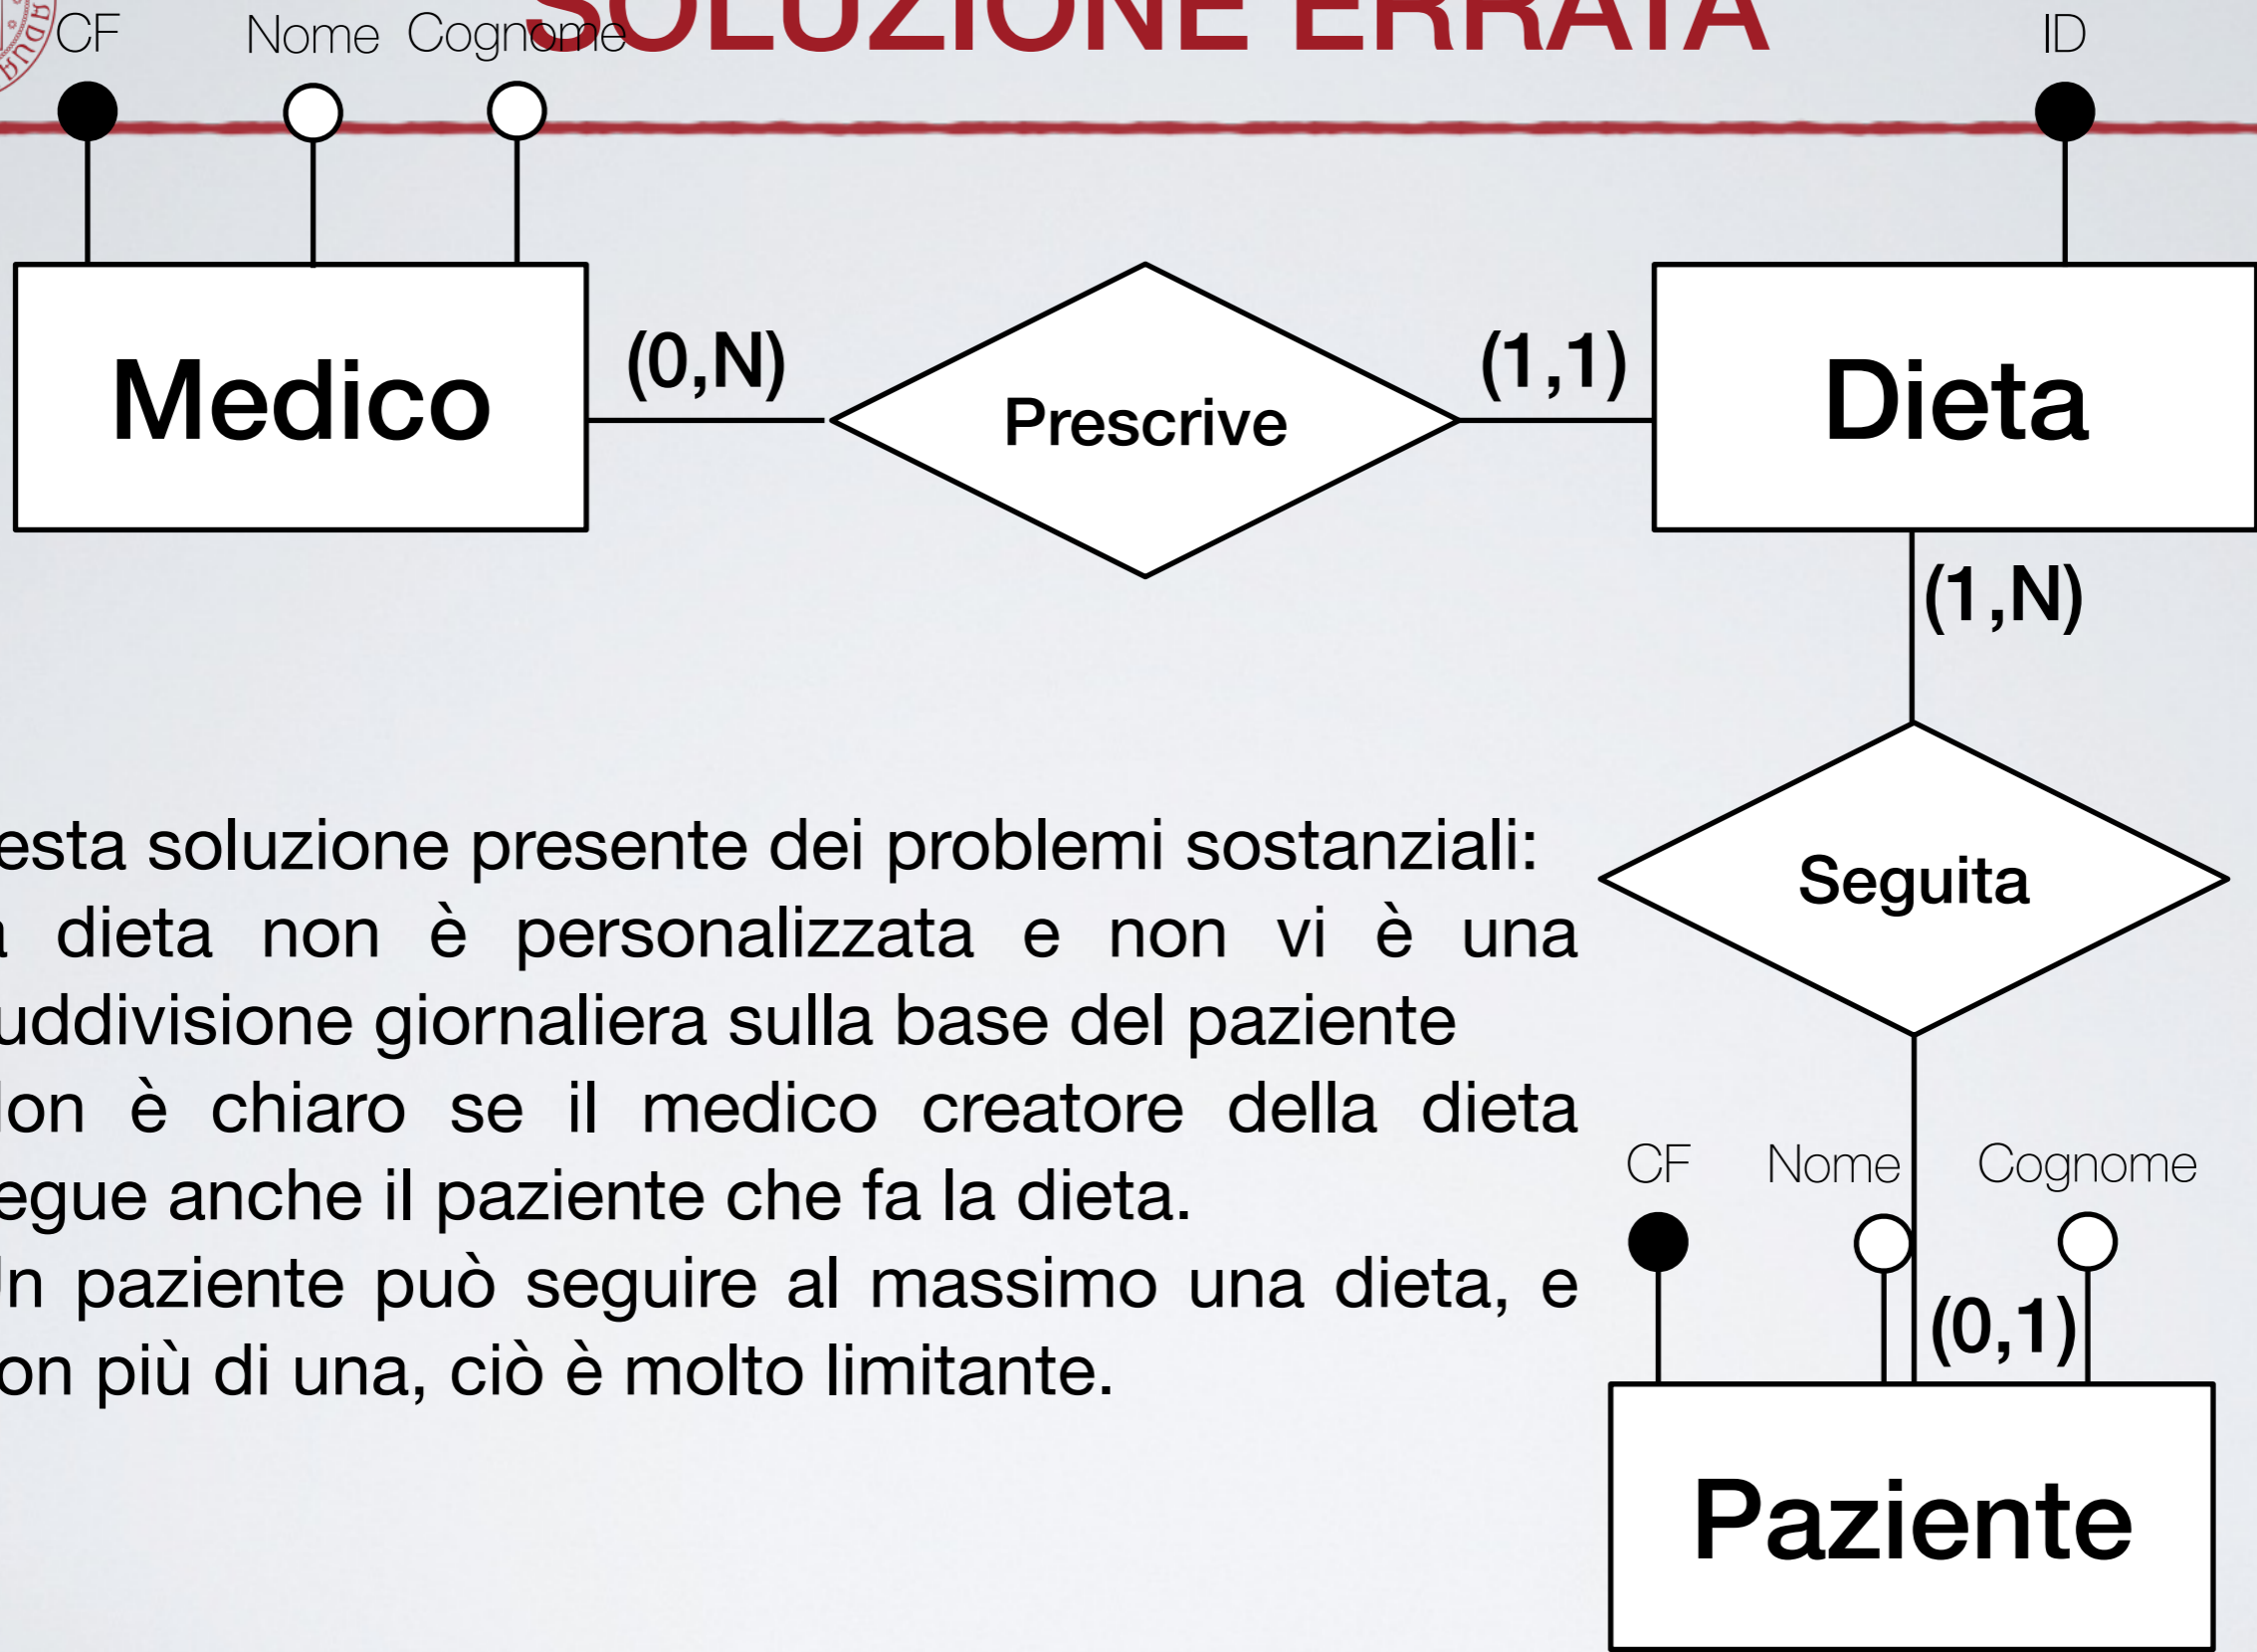 SOLUZIONE ERRATA
CF Nome Cognome ID
Medico (0,N) Prescrive (1,1) Dieta
(1,N)
Seguita
esta soluzione presente dei problemi sostanziali:
dieta non è personalizzata e non vi è una
uddivisione giornaliera sulla base del paziente
on è chiaro se il medico creatore della dieta
egue anche il paziente che fa la dieta.
n paziente può seguire al massimo una dieta, e
on più di una, ciò è molto limitante.
CF Nome Cognome
(0,1)
Paziente